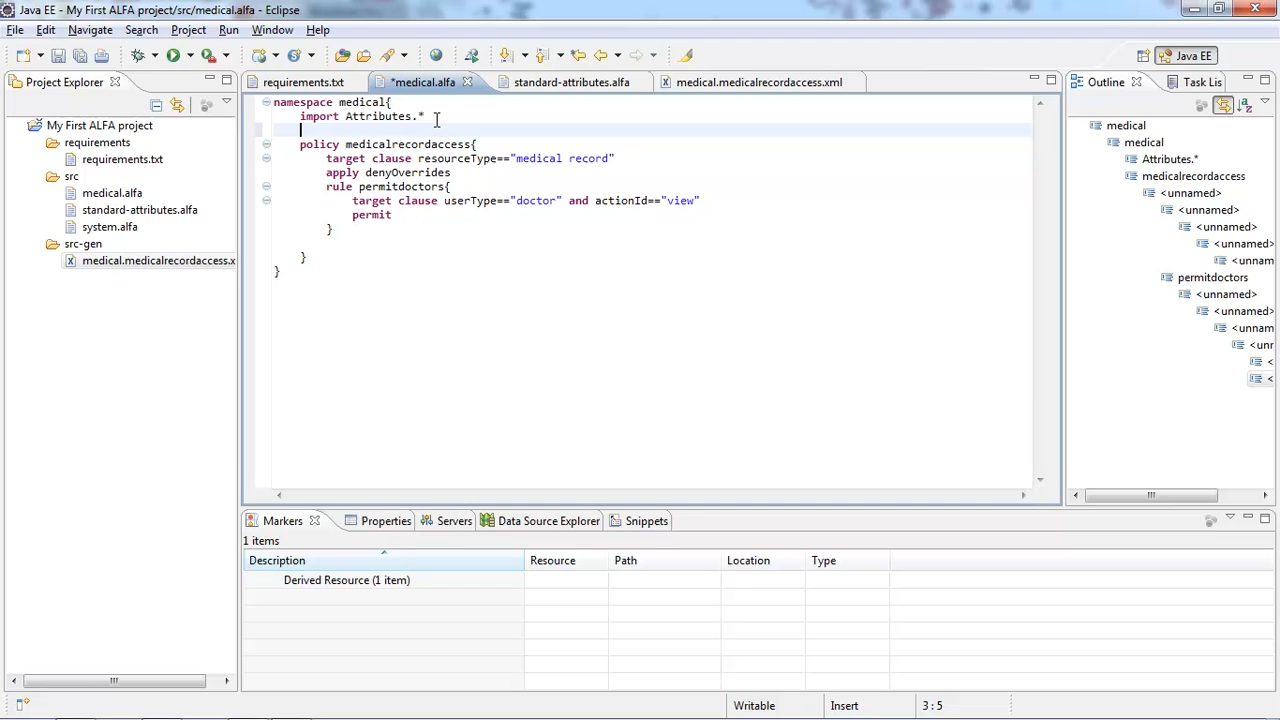 Java EE - My First ALFA project/src/medical.alfa - Eclipse
File Edit Navigate Search Project Run Window Help
Java EE
Project Explorer
requirements.txt
*medical.alfa
standard-attributes.alfa
medical.medicalrecordaccess.xml
Outline
Task Lis
My First ALFA project
requirements
requirements.txt
src
medical.alfa
standard-attributes.alfa
system.alfa
src-gen
medical.medicalrecordaccess.x
namespace medical{
import Attributes.*
policy medicalrecordaccess{
target clause resourceType=="medical record"
apply denyOverrides
rule permitdoctors{
target clause userType=="doctor" and actionId=="view"
permit
}
}
}
medical
medical
Attributes.*
medicalrecordaccess
<unnamed>
<unnamed>
<unnamed>
<unnamed>
<unnam
permitdoctors
<unnamed>
<unnamed>
<unnam
<unr
<
<
Markers
Properties
Servers
Data Source Explorer
Snippets
1 items
Description Resource Path Location Type
Derived Resource (1 item)
Writable Insert 3 : 5